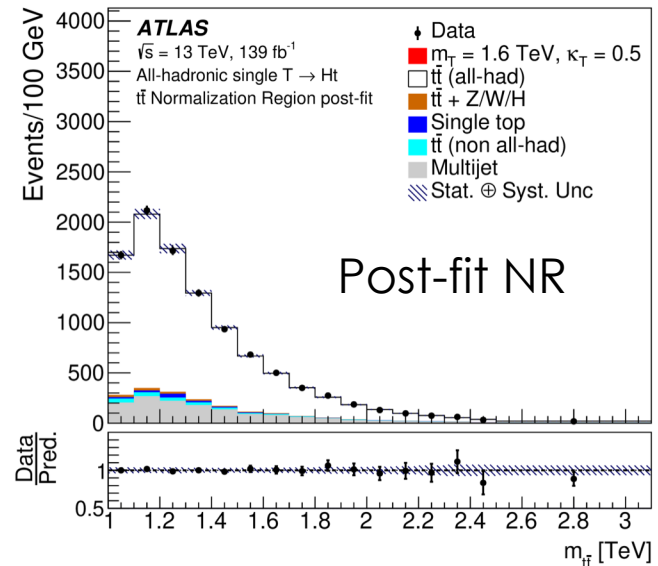 ATLAS
√s = 13 TeV, 139 fb⁻¹
All-hadronic single T → Ht
tt̄ Normalization Region post-fit
Data
m_T = 1.6 TeV, κ_T = 0.5
tt̄ (all-had)
tt̄ + Z/W/H
Single top
tt̄ (non all-had)
Multijet
Stat. ⊕ Syst. Unc
Post-fit NR
Events/100 GeV
4000
3500
3000
2500
2000
1500
1000
500
0
Data
Pred.
1
0.5
1 1.2 1.4 1.6 1.8 2 2.2 2.4 2.6 2.8 3
m_tt̄ [TeV]